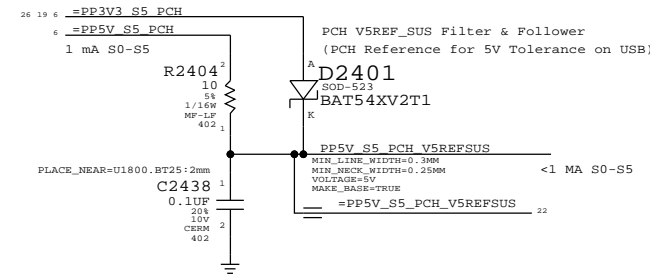 26 19 6 =PP3V3_S5_PCH
6 =PP5V_S5_PCH
1 mA S0-S5
PCH V5REF_SUS Filter & Follower
(PCH Reference for 5V Tolerance on USB)
R2404
2
10
5%
1/16W
MF-LF
402
1
A
D2401
SOD-523
BAT54XV2T1
K
PP5V_S5_PCH_V5REFSUS
MIN_LINE_WIDTH=0.3MM
MIN_NECK_WIDTH=0.25MM
VOLTAGE=5V
MAKE_BASE=TRUE
<1 MA S0-S5
PLACE_NEAR=U1800.BT25:2mm
C2438
1
0.1UF
20%
10V
CERM
402
2
=PP5V_S5_PCH_V5REFSUS 22